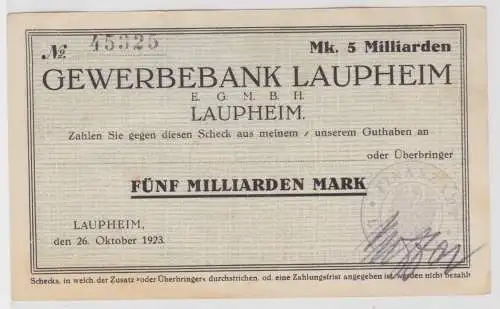 № 45325
Mk. 5 Milliarden
GEWERBEBANK LAUPHEIM
E. G. M. B. H.
LAUPHEIM.
Zahlen Sie gegen diesen Scheck aus meinem / unserem Guthaben an
oder Überbringer
FÜNF MILLIARDEN MARK
LAUPHEIM,
den 26. Oktober 1923.
Schecks, in welch. der Zusatz »oder Überbringer« durchstrichen, od. eine Zahlungsfrist angegeben ist, werden nicht bezahlt